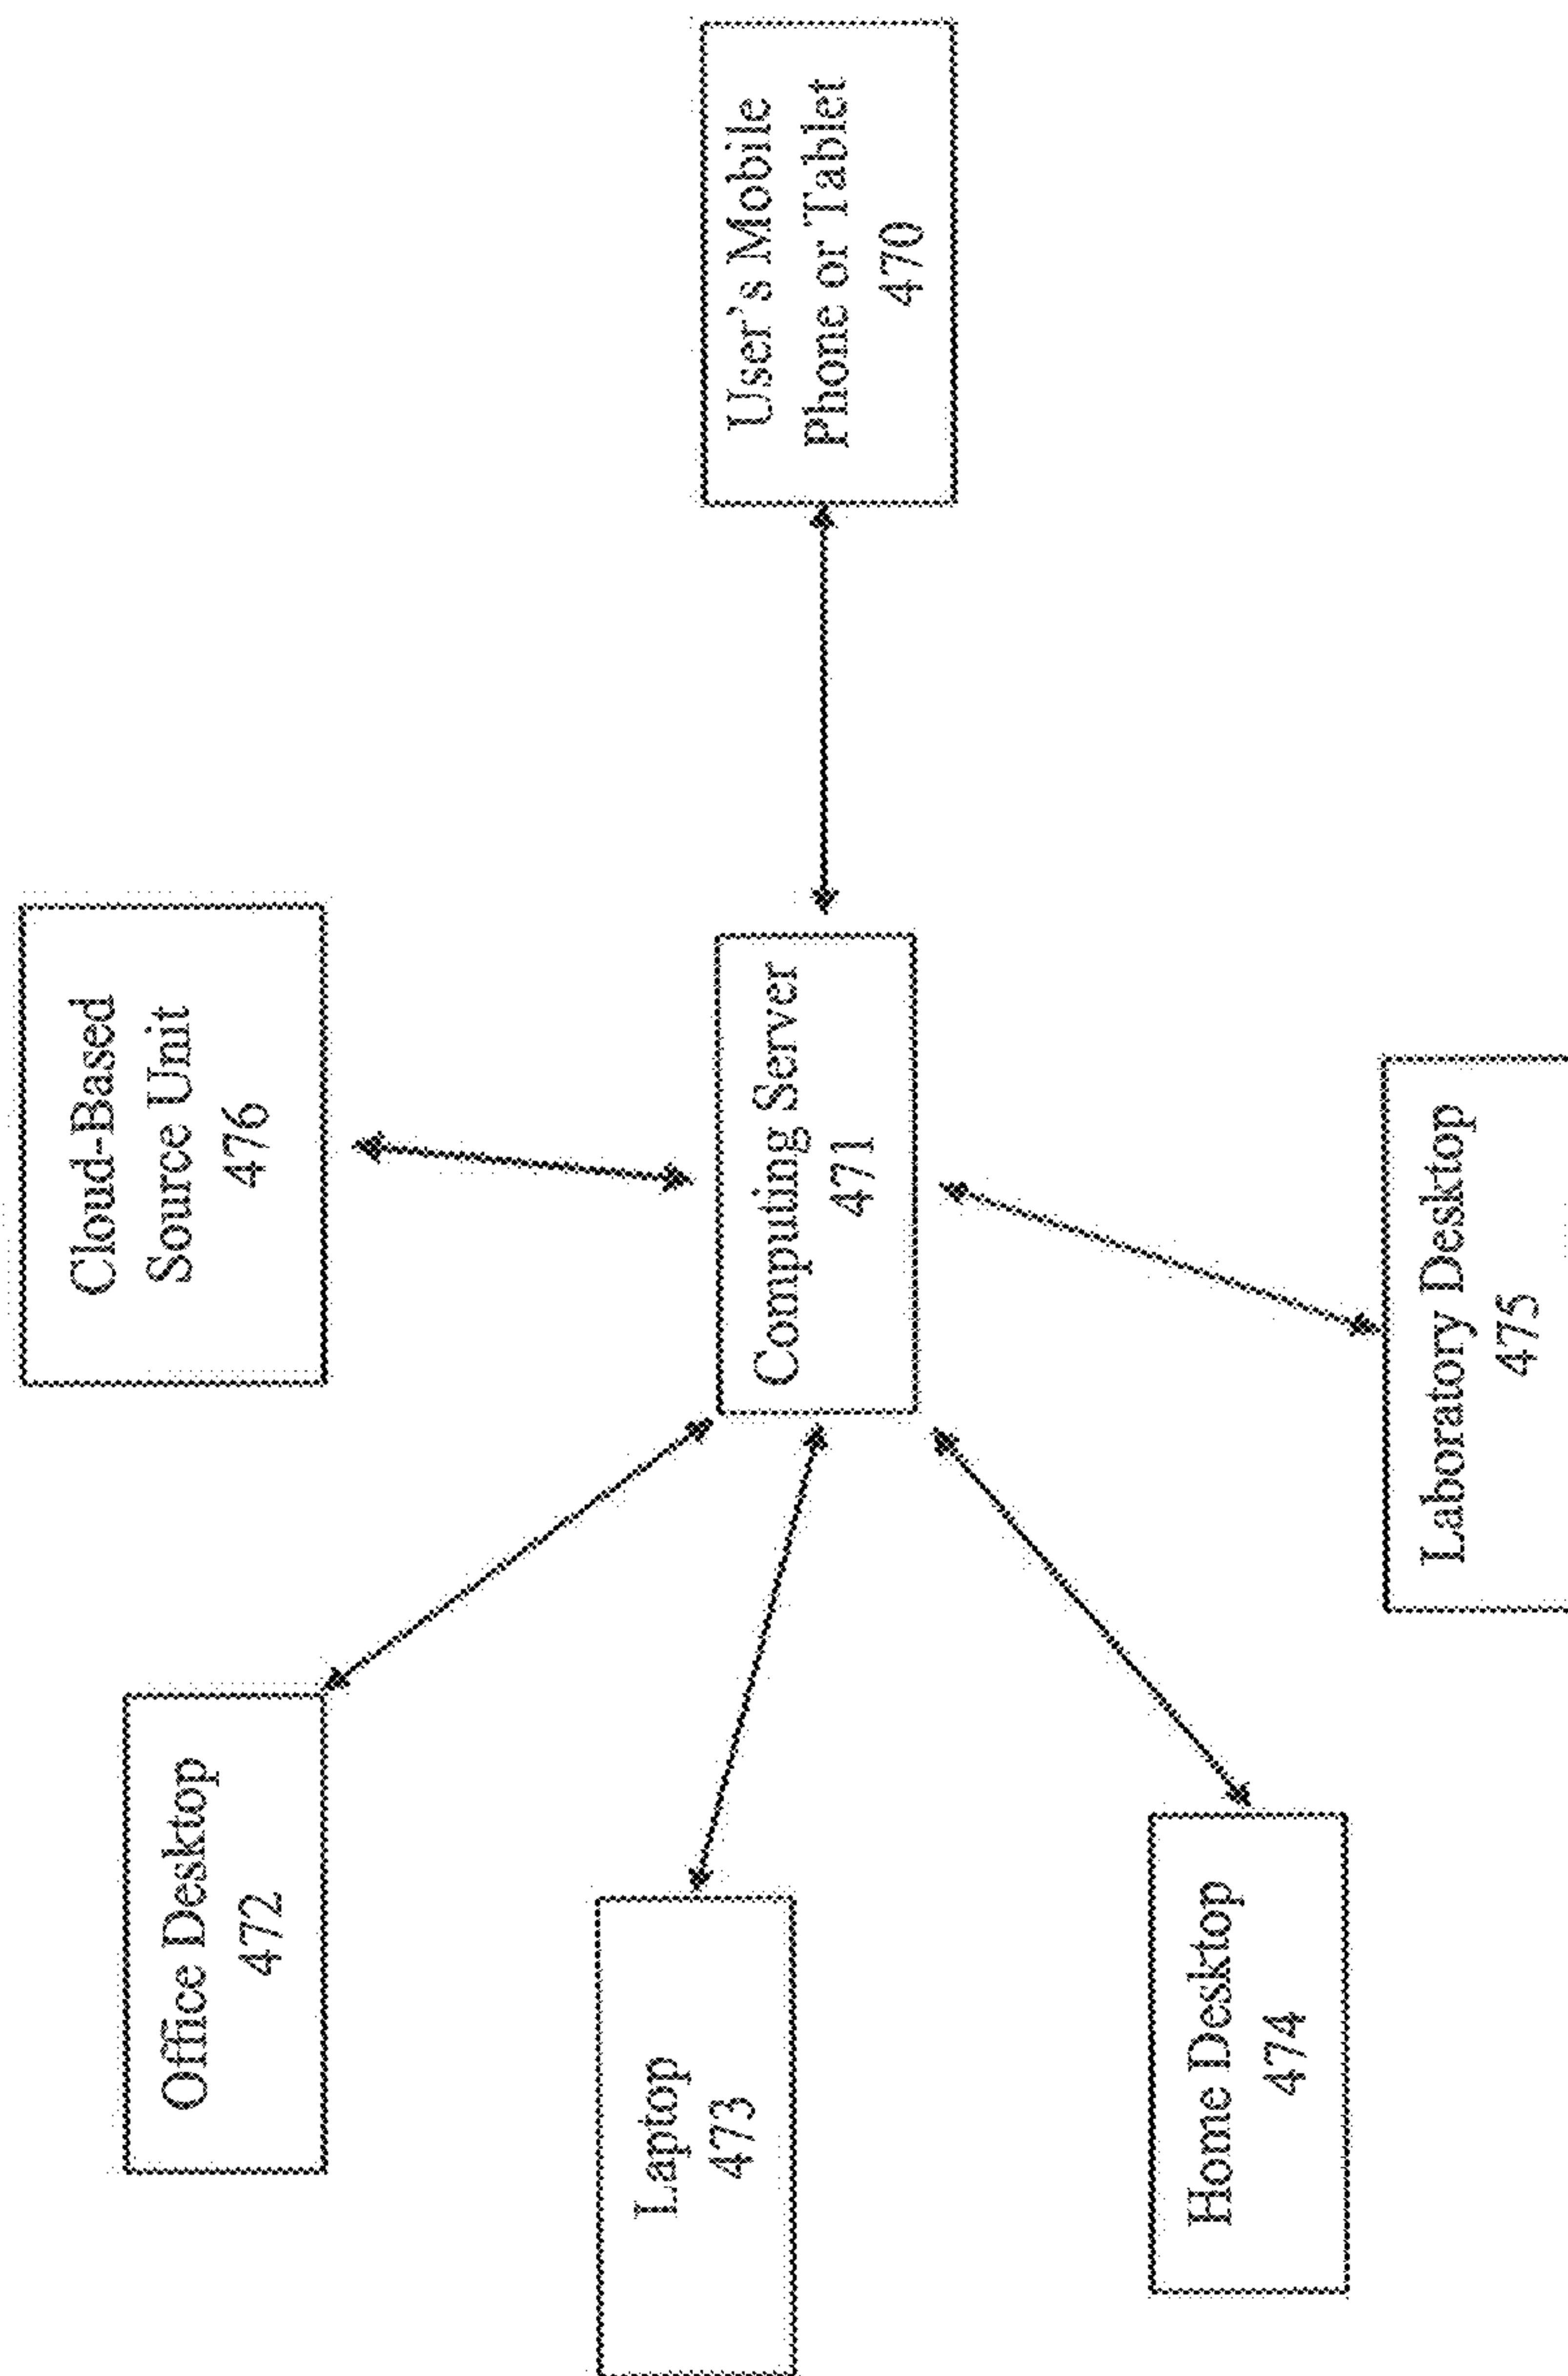 Cloud-Based
Source Unit
476
Office Desktop
472
Laptop
473
Computing Server
471
User's Mobile
Phone or Tablet
470
Home Desktop
474
Laboratory Desktop
475